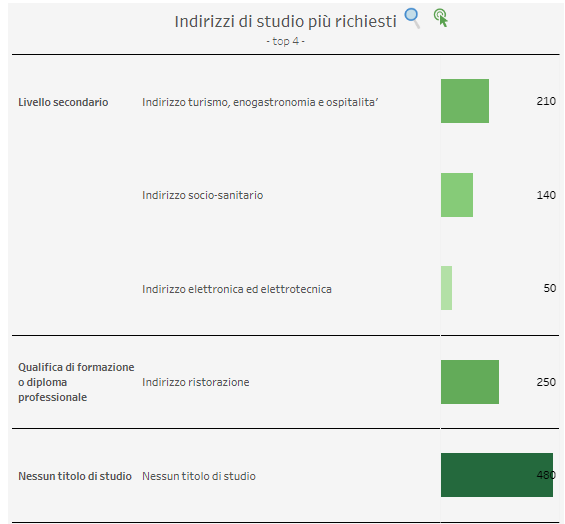 Indirizzi di studio più richiesti
- top 4 -
Livello secondario Indirizzo turismo, enogastronomia e ospitalita’ 210
Indirizzo socio-sanitario 140
Indirizzo elettronica ed elettrotecnica 50
Qualifica di formazione
o diploma Indirizzo ristorazione 250
professionale
Nessun titolo di studio Nessun titolo di studio 480